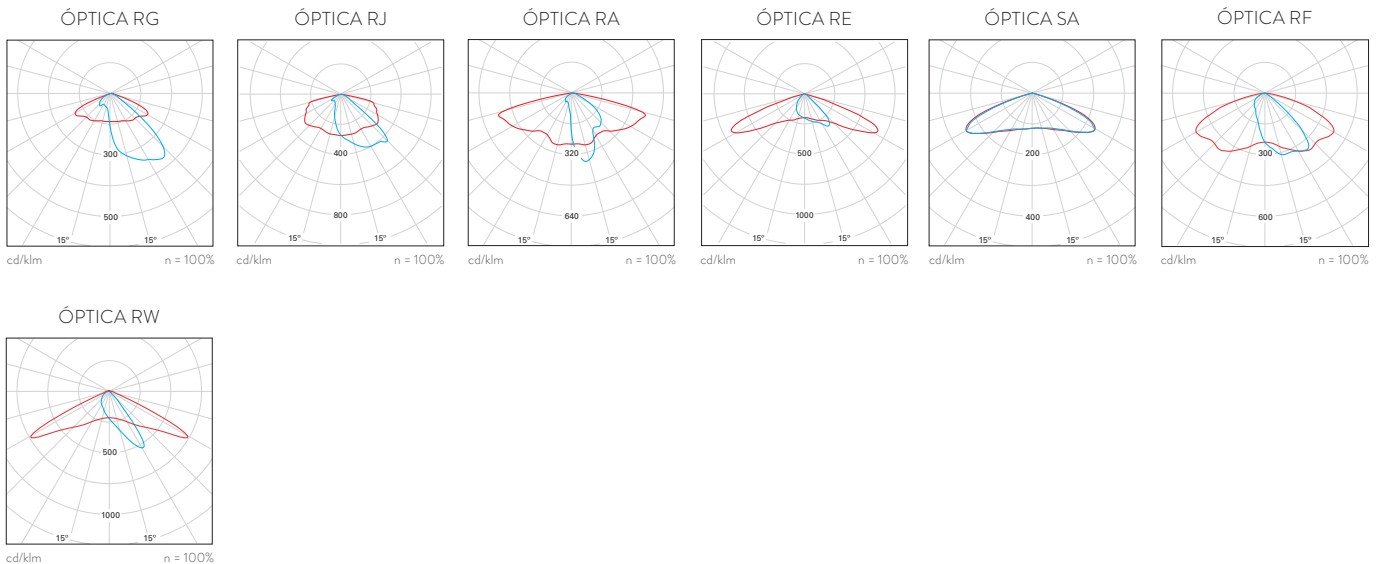 ÓPTICA RG
300
500
15° 15°
cd/klm n = 100%
ÓPTICA RJ
400
800
15° 15°
cd/klm n = 100%
ÓPTICA RA
320
640
15° 15°
cd/klm n = 100%
ÓPTICA RE
500
1000
15° 15°
cd/klm n = 100%
ÓPTICA SA
200
400
15° 15°
cd/klm n = 100%
ÓPTICA RF
300
600
15° 15°
cd/klm n = 100%
ÓPTICA RW
500
1000
15° 15°
cd/klm n = 100%